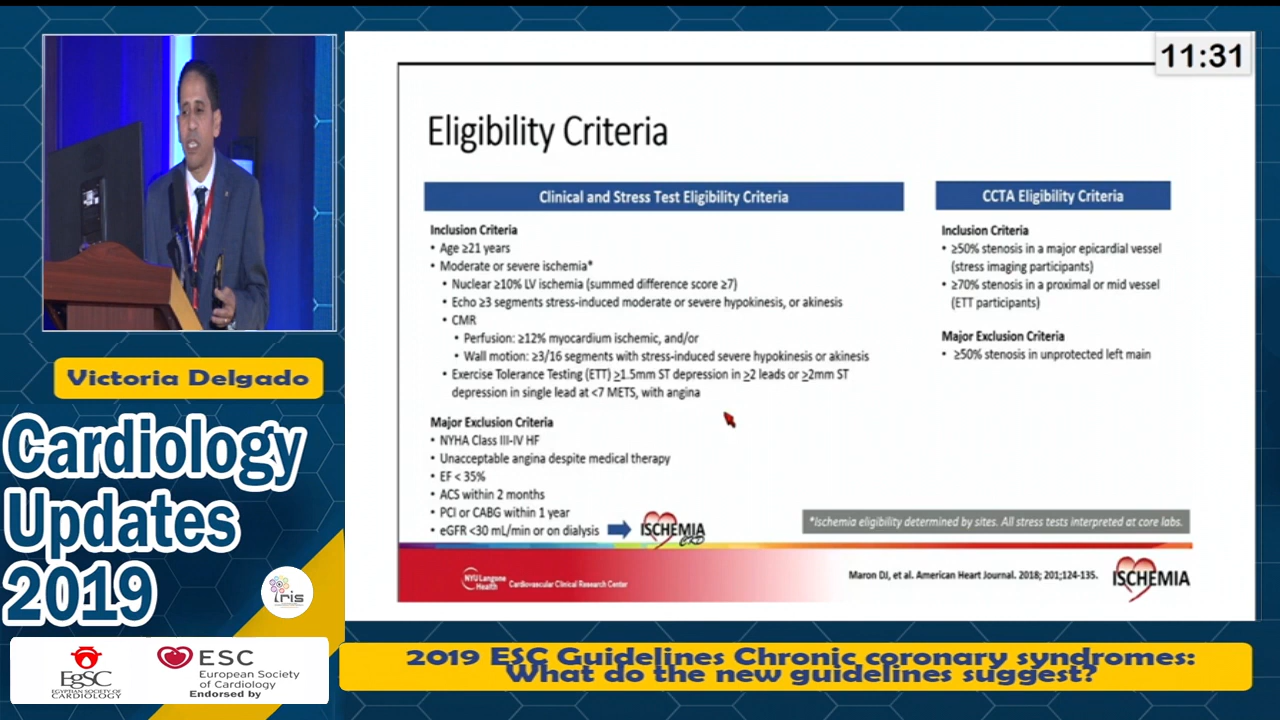 11:31
Eligibility Criteria
Clinical and Stress Test Eligibility Criteria
Inclusion Criteria
• Age ≥21 years
• Moderate or severe ischemia*
• Nuclear ≥10% LV ischemia (summed difference score ≥7)
• Echo ≥3 segments stress-induced moderate or severe hypokinesis, or akinesis
• CMR
• Perfusion: ≥12% myocardium ischemic, and/or
• Wall motion: ≥3/16 segments with stress-induced severe hypokinesis or akinesis
• Exercise Tolerance Testing (ETT) ≥1.5mm ST depression in ≥2 leads or ≥2mm ST
depression in single lead at <7 METS, with angina
Major Exclusion Criteria
• NYHA Class III-IV HF
• Unacceptable angina despite medical therapy
• EF < 35%
• ACS within 2 months
• PCI or CABG within 1 year
• eGFR <30 mL/min or on dialysis
ISCHEMIA
CKD
CCTA Eligibility Criteria
Inclusion Criteria
• ≥50% stenosis in a major epicardial vessel
(stress imaging participants)
• ≥70% stenosis in a proximal or mid vessel
(ETT participants)
Major Exclusion Criteria
• ≥50% stenosis in unprotected left main
*Ischemia eligibility determined by sites. All stress tests interpreted at core labs.
NYU Langone
Health
Cardiovascular Clinical Research Center
Maron DJ, et al. American Heart Journal. 2018; 201;124-135.
ISCHEMIA
Victoria Delgado
Cardiology
Updates
2019
iris
EgSC
EGYPTIAN SOCIETY OF
CARDIOLOGY
ESC
European Society
of Cardiology
Endorsed by
2019 ESC Guidelines Chronic coronary syndromes:
What do the new guidelines suggest?